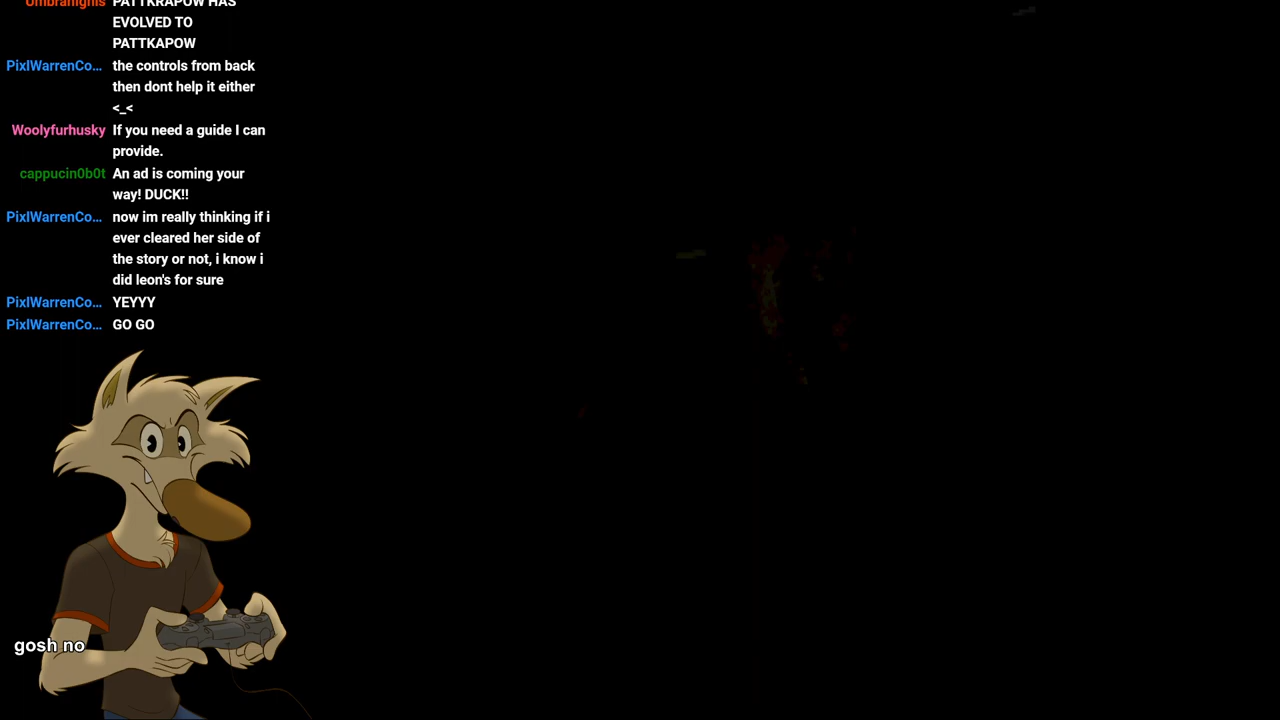 Umbranignis PATTKRAPOW HAS
EVOLVED TO
PATTKAPOW
PixlWarrenCo... the controls from back
then dont help it either
<_<
Woolyfurhusky If you need a guide I can
provide.
cappucin0b0t An ad is coming your
way! DUCK!!
PixlWarrenCo... now im really thinking if i
ever cleared her side of
the story or not, i know i
did leon's for sure
PixlWarrenCo... YEYYY
PixlWarrenCo... GO GO
gosh no